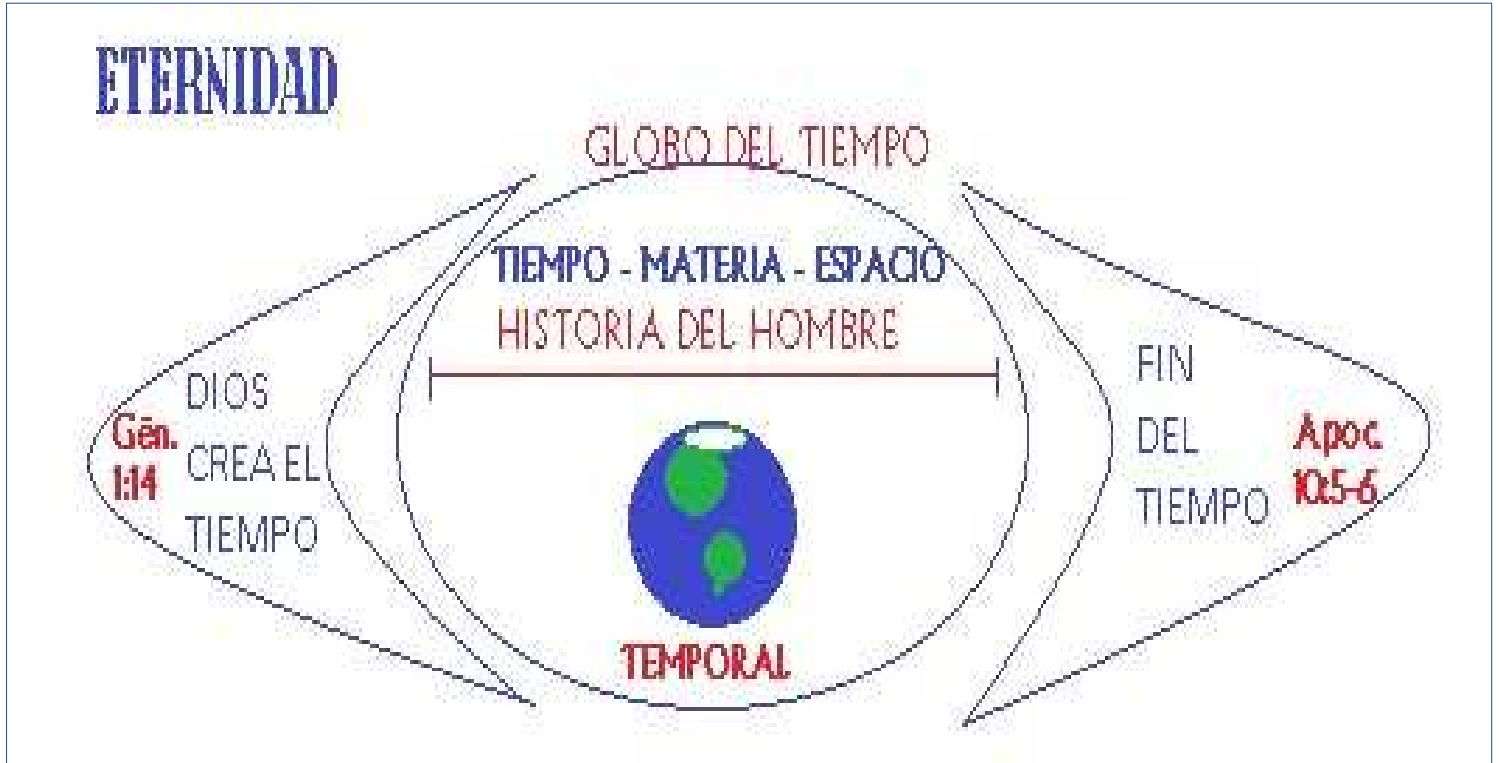 ETERNIDAD
GLOBO DEL TIEMPO
TIEMPO - MATERIA - ESPACIO
HISTORIA DEL HOMBRE
DIOS
CREA EL
TIEMPO
Gén.
1:14
FIN
DEL
TIEMPO
Apoc.
10:5-6
TEMPORAL